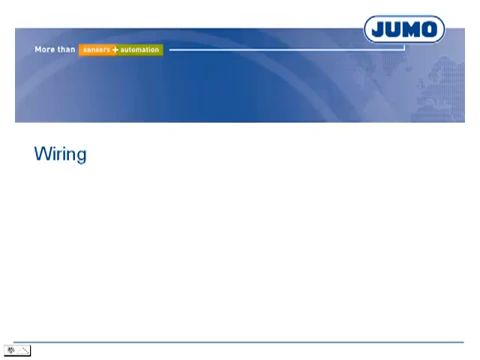 JUMO
More than sensors + automation
Wiring